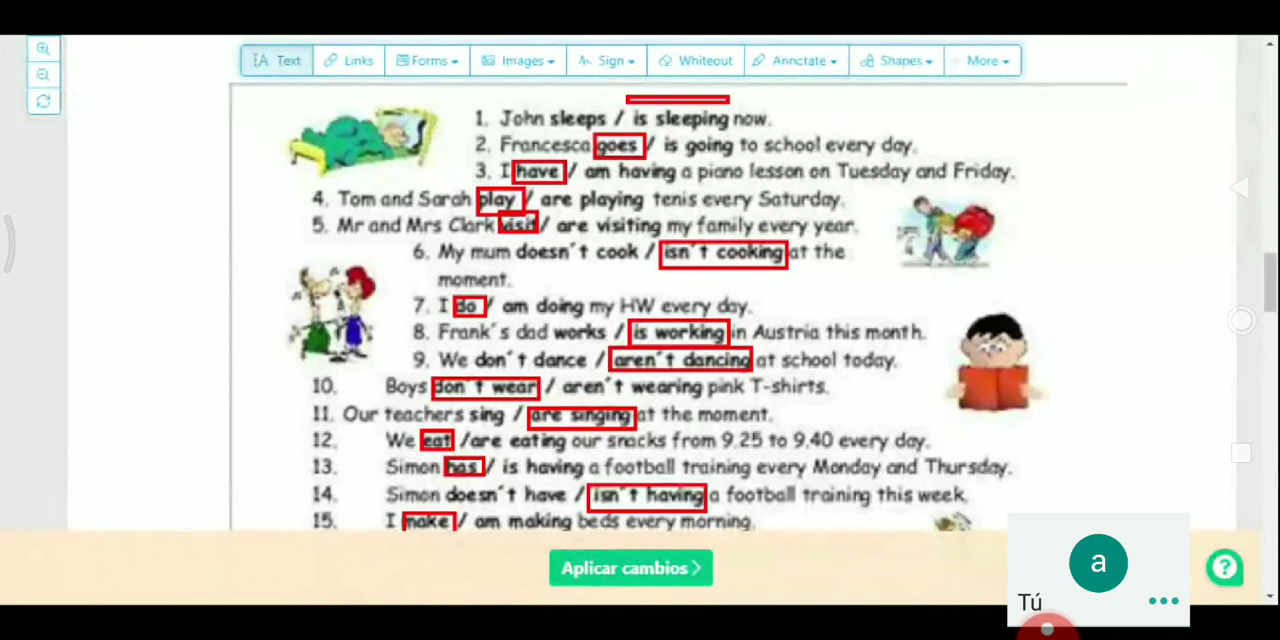 Text Links Forms Images Sign Whiteout Annotate Shapes More
1. John sleeps / is sleeping now.
2. Francesca goes / is going to school every day.
3. I have / am having a piano lesson on Tuesday and Friday.
4. Tom and Sarah play / are playing tenis every Saturday.
5. Mr and Mrs Clark visit / are visiting my family every year.
6. My mum doesn´t cook / isn´t cooking at the
moment.
7. I do / am doing my HW every day.
8. Frank´s dad works / is working in Austria this month.
9. We don´t dance / aren´t dancing at school today.
10. Boys don´t wear / aren´t wearing pink T-shirts.
11. Our teachers sing / are singing at the moment.
12. We eat /are eating our snacks from 9.25 to 9.40 every day.
13. Simon has / is having a football training every Monday and Thursday.
14. Simon doesn´t have / isn´t having a football training this week.
15. I make / am making beds every morning.
Aplicar cambios
a
Tú